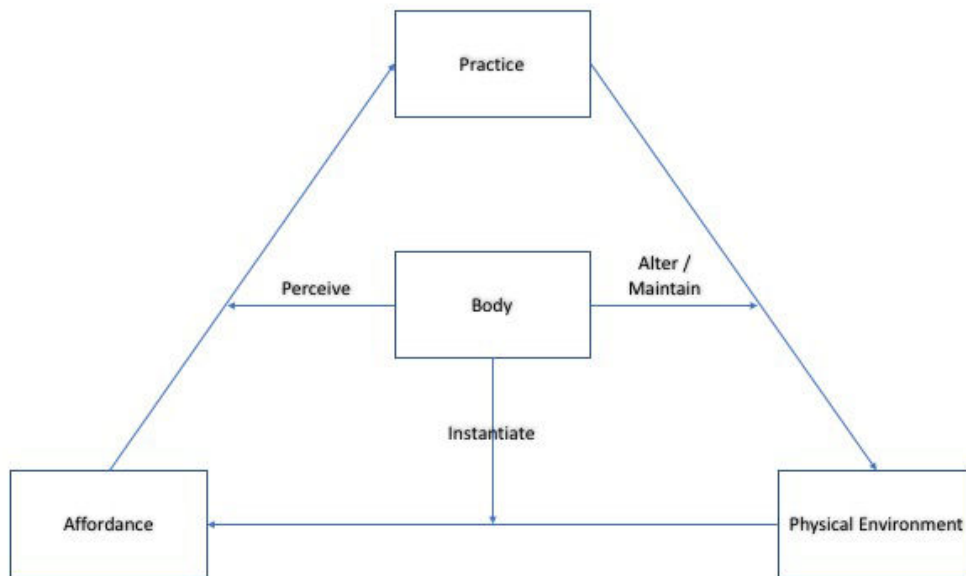 Practice
Perceive
Body
Alter /
Maintain
Instantiate
Affordance
Physical Environment